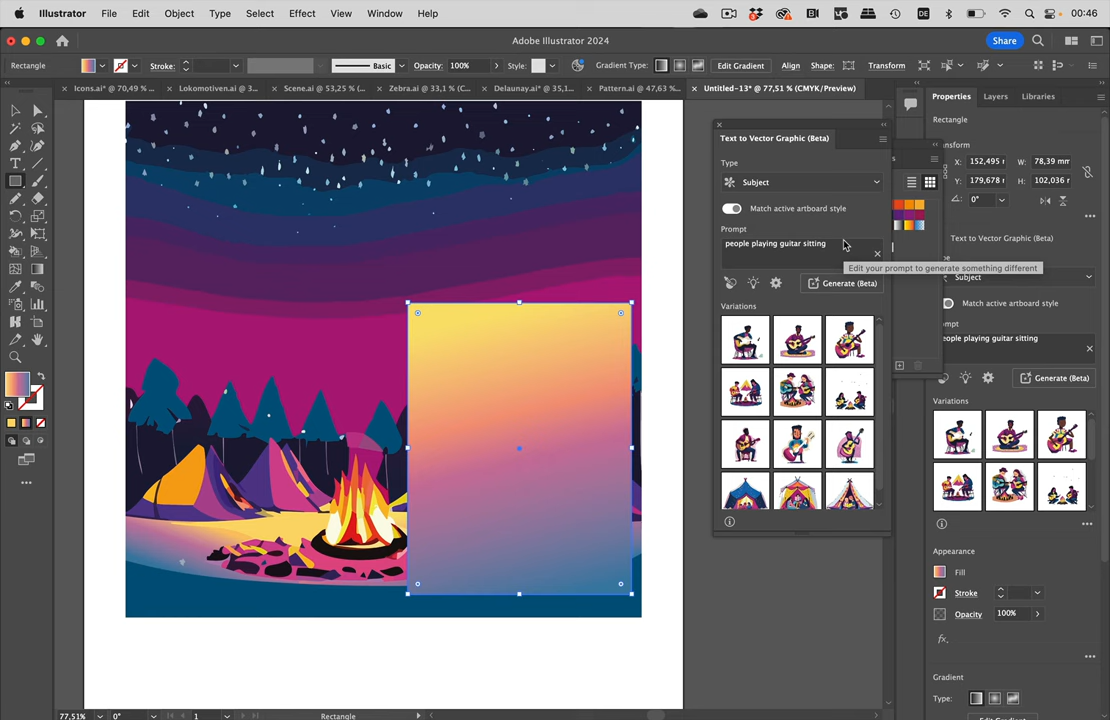 Illustrator File Edit Object Type Select Effect View Window Help DE 00:46
Adobe Illustrator 2024 Share
Rectangle Stroke: Basic Opacity: 100% Style: Gradient Type: Edit Gradient Align Shape: Transform
Icons.ai* @ 70,49 ... Lokomotiven.ai @ 3... Scene.ai @ 53,25 (%... Zebra.ai @ 33,1 % (C... Delaunay.ai* @ 35,1... Pattern.ai @ 47,63 %... Untitled-13* @ 77,51 % (CMYK/Preview)
Properties Layers Libraries
Rectangle
Text to Vector Graphic (Beta)
Type
Subject
Match active artboard style
Prompt
people playing guitar sitting
Edit your prompt to generate something different
Generate (Beta)
Variations
ransform
X: 152,495 r W: 78,39 mm
Y: 179,678 r H: 102,036 r
0°
Text to Vector Graphic (Beta)
Subject
Match active artboard style
eople playing guitar sitting
Generate (Beta)
Variations
Appearance
Fill
Stroke
Opacity 100%
fx
Gradient
Type:
77,51% 0° 1 Rectangle